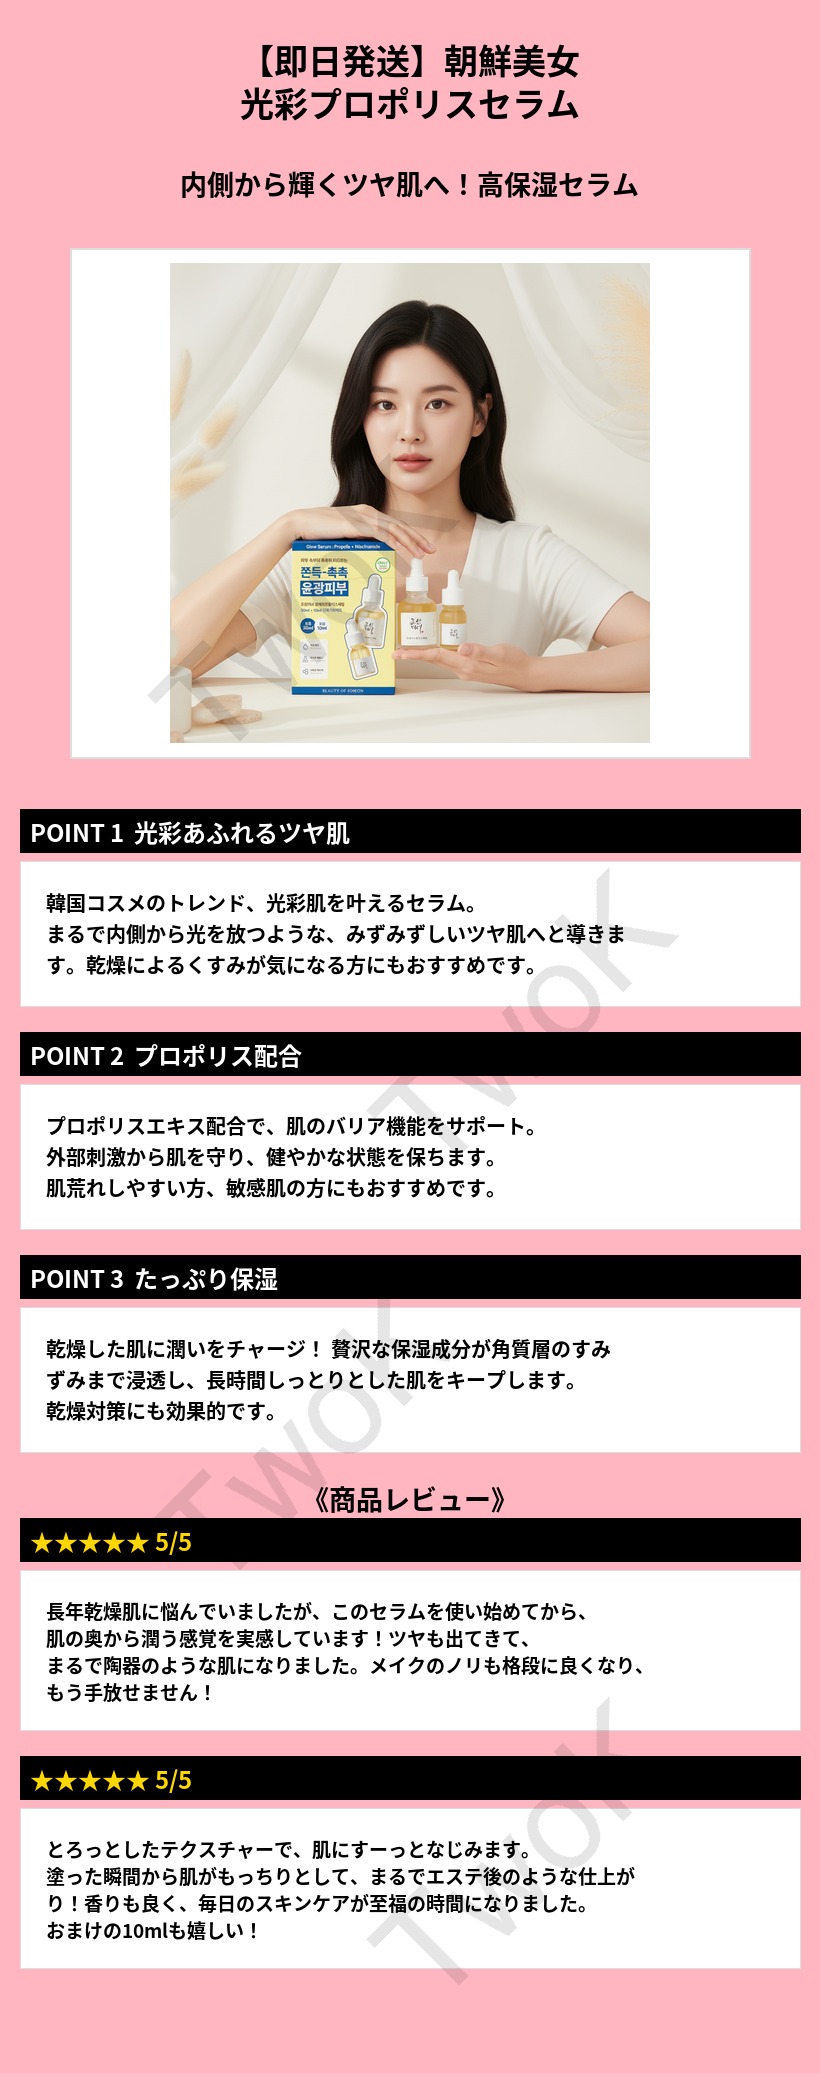 【即日発送】朝鮮美女
光彩プロポリスセラム
内側から輝くツヤ肌へ！高保湿セラム
Glow Serum : Propolis + Niacinamide
쫀득-촉촉
윤광피부
30ml
10ml
BEAUTY OF JOSEON
TwoK
POINT 1 光彩あふれるツヤ肌
韓国コスメのトレンド、光彩肌を叶えるセラム。
まるで内側から光を放つような、みずみずしいツヤ肌へと導きま
す。乾燥によるくすみが気になる方にもおすすめです。
TwoK
POINT 2 プロポリス配合
プロポリスエキス配合で、肌のバリア機能をサポート。
外部刺激から肌を守り、健やかな状態を保ちます。
肌荒れしやすい方、敏感肌の方にもおすすめです。
POINT 3 たっぷり保湿
乾燥した肌に潤いをチャージ！ 贅沢な保湿成分が角質層のすみ
ずみまで浸透し、長時間しっとりとした肌をキープします。
乾燥対策にも効果的です。
TwoK
《商品レビュー》
★★★★★ 5/5
長年乾燥肌に悩んでいましたが、このセラムを使い始めてから、
肌の奥から潤う感覚を実感しています！ツヤも出てきて、
まるで陶器のような肌になりました。メイクのノリも格段に良くなり、
もう手放せません！
★★★★★ 5/5
とろっとしたテクスチャーで、肌にすーっとなじみます。
塗った瞬間から肌がもっちりとして、まるでエステ後のような仕上が
り！香りも良く、毎日のスキンケアが至福の時間になりました。
おまけの10mlも嬉しい！
TwoK